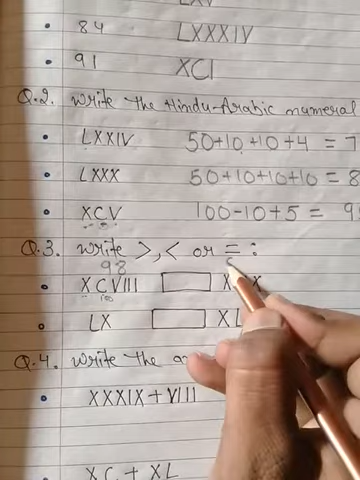 LXV
• 84 LXXXIV
• 91 XCI
Q.2. Write the Hindu-Arabic numeral
• LXXIV 50+10+10+4 = 7
• LXXX 50+10+10+10 = 8
• XCV 100-10+5 = 9
Q.3. Write >, < or = :
98
• XCVIII
100
• LX XL
Q.4. Write the
• XXXIX + VIII
XC + XL